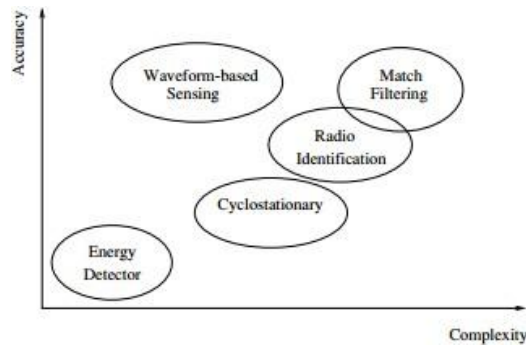 Accuracy
Waveform-based
Sensing
Match
Filtering
Radio
Identification
Cyclostationary
Energy
Detector
Complexity